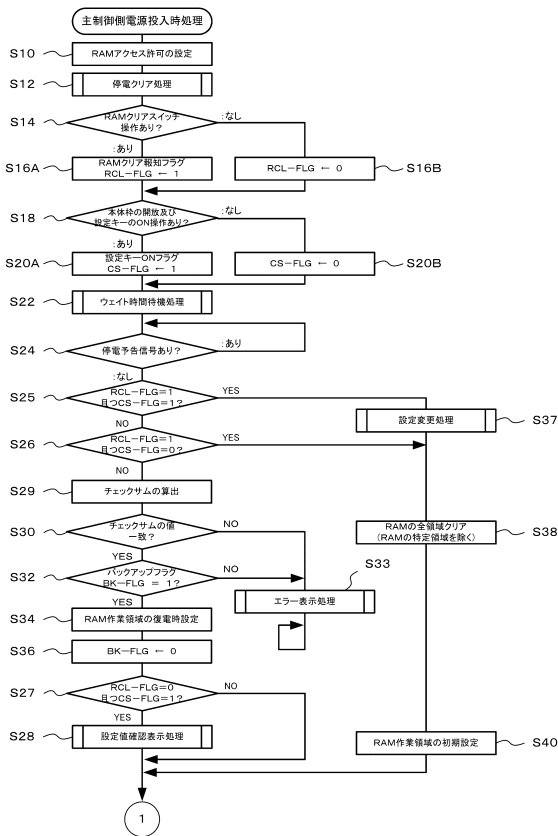 主制御側電源投入時処理
S10
RAMアクセス許可の設定
S12
停電クリア処理
S14
RAMクリアスイッチ
操作あり?
:なし
:あり
S16A
RAMクリア報知フラグ
RCL－FLG ← 1
RCL－FLG ← 0
S16B
S18
本体枠の開放及び
設定キーのON操作あり?
:なし
:あり
S20A
設定キーONフラグ
CS－FLG ← 1
CS－FLG ← 0
S20B
S22
ウェイト時間待機処理
S24
停電予告信号あり?
:あり
:なし
S25
RCL－FLG=1
且つCS－FLG=1?
YES
NO
設定変更処理
S37
S26
RCL－FLG=1
且つCS－FLG=0?
YES
NO
S29
チェックサムの算出
S30
チェックサムの値
一致?
NO
YES
RAMの全領域クリア
(RAMの特定領域を除く)
S38
S32
バックアップフラグ
BK－FLG = 1?
NO
YES
S33
エラー表示処理
S34
RAM作業領域の復電時設定
S36
BK－FLG ← 0
S27
RCL－FLG=0
且つCS－FLG=1?
NO
YES
S28
設定値確認表示処理
RAM作業領域の初期設定
S40
1